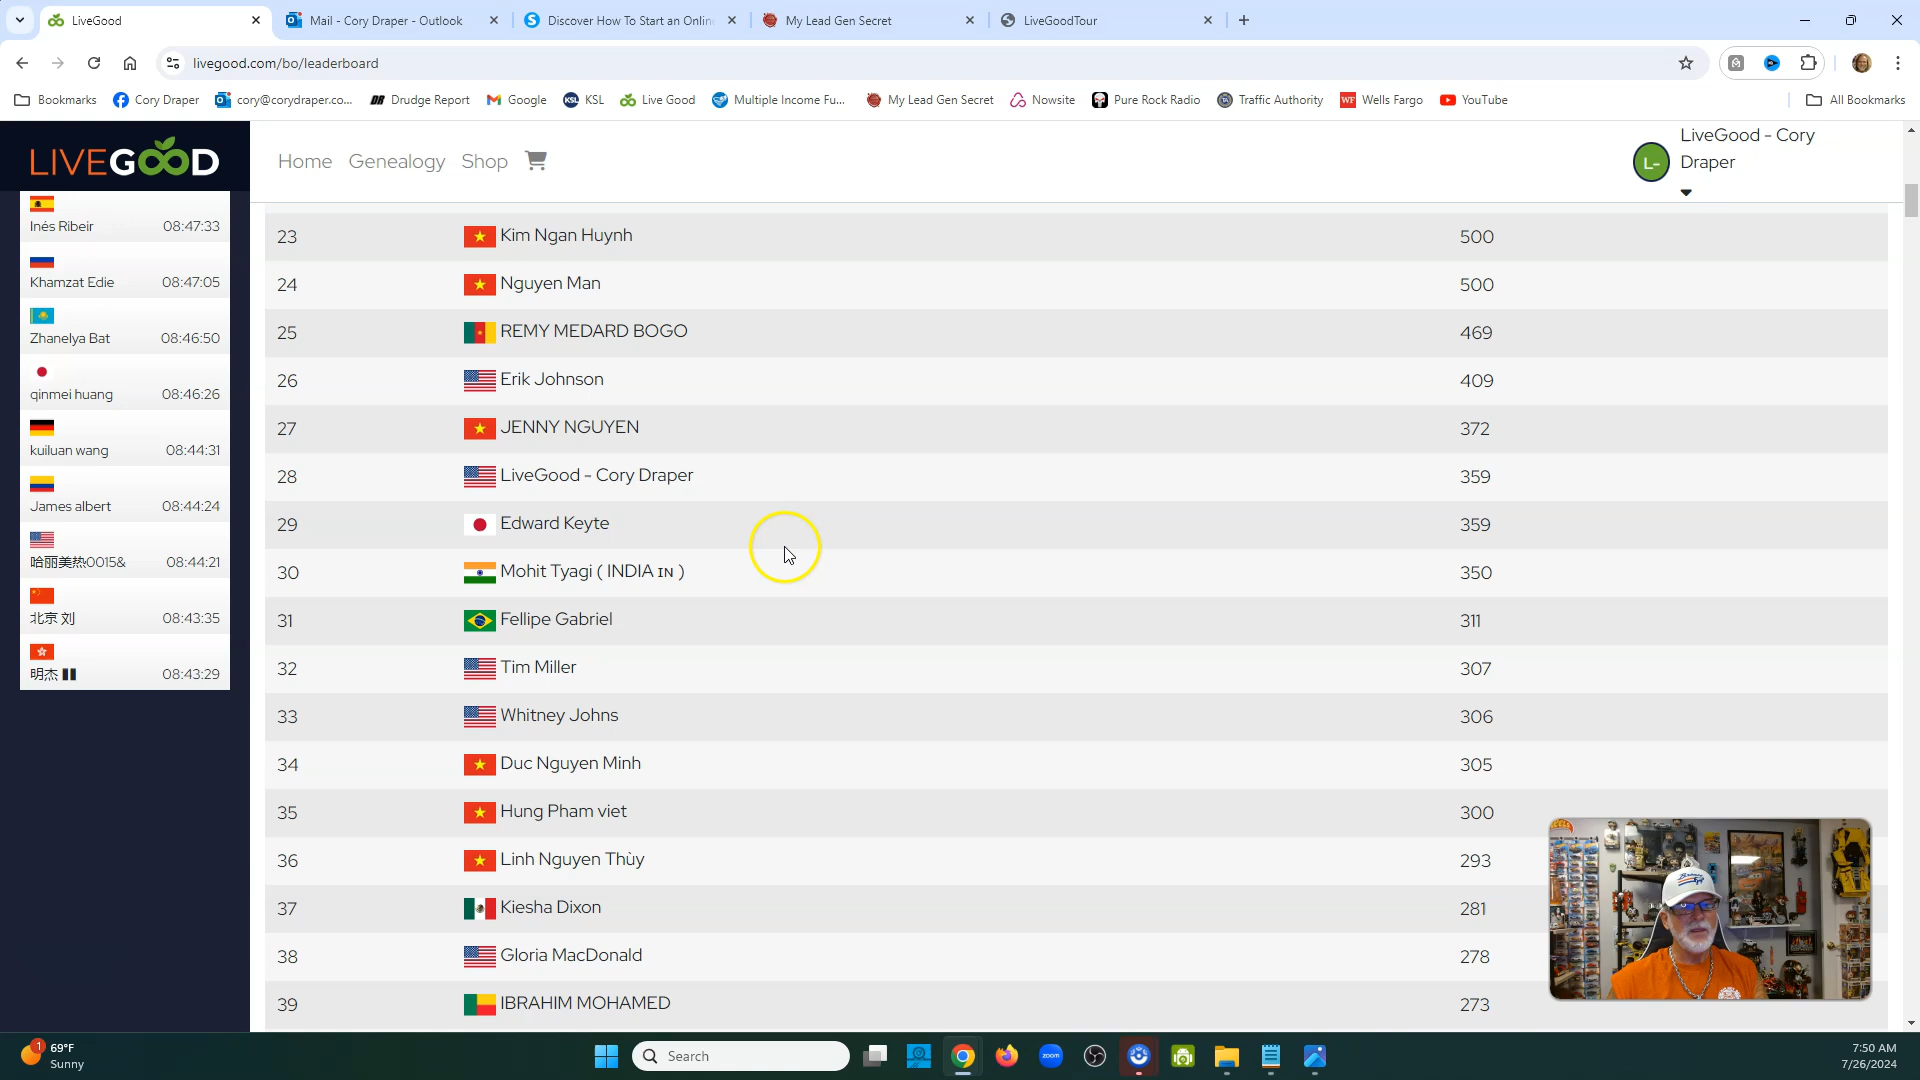 LiveGood
Mail - Cory Draper - Outlook
Discover How To Start an Onlin
My Lead Gen Secret
LiveGoodTour
livegood.com/bo/leaderboard
Bookmarks
Cory Draper
cory@corydraper.co...
Drudge Report
Google
KSL
Live Good
Multiple Income Fu...
My Lead Gen Secret
Nowsite
Pure Rock Radio
Traffic Authority
Wells Fargo
YouTube
All Bookmarks
LIVEGOOD
Home
Genealogy
Shop
L-
LiveGood - Cory
Draper
Inés Ribeir 08:47:33
Khamzat Edie 08:47:05
Zhanelya Bat 08:46:50
qinmei huang 08:46:26
kuiluan wang 08:44:31
James albert 08:44:24
哈丽美热0015& 08:44:21
北京 刘 08:43:35
明杰 08:43:29
23 Kim Ngan Huynh 500
24 Nguyen Man 500
25 REMY MEDARD BOGO 469
26 Erik Johnson 409
27 JENNY NGUYEN 372
28 LiveGood - Cory Draper 359
29 Edward Keyte 359
30 Mohit Tyagi ( INDIA ɪɴ ) 350
31 Fellipe Gabriel 311
32 Tim Miller 307
33 Whitney Johns 306
34 Duc Nguyen Minh 305
35 Hung Pham viet 300
36 Linh Nguyen Thùy 293
37 Kiesha Dixon 281
38 Gloria MacDonald 278
39 IBRAHIM MOHAMED 273
1
69°F
Sunny
Search
zoom
7:50 AM
7/26/2024